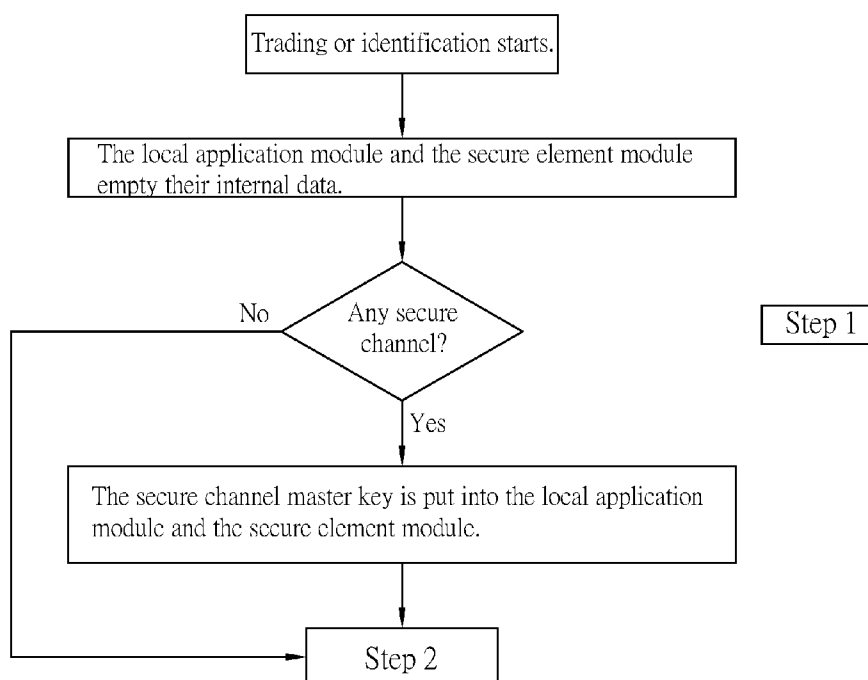 Trading or identification starts.
The local application module and the secure element module
empty their internal data.
No
Any secure
channel?
Step 1
Yes
The secure channel master key is put into the local application
module and the secure element module.
Step 2